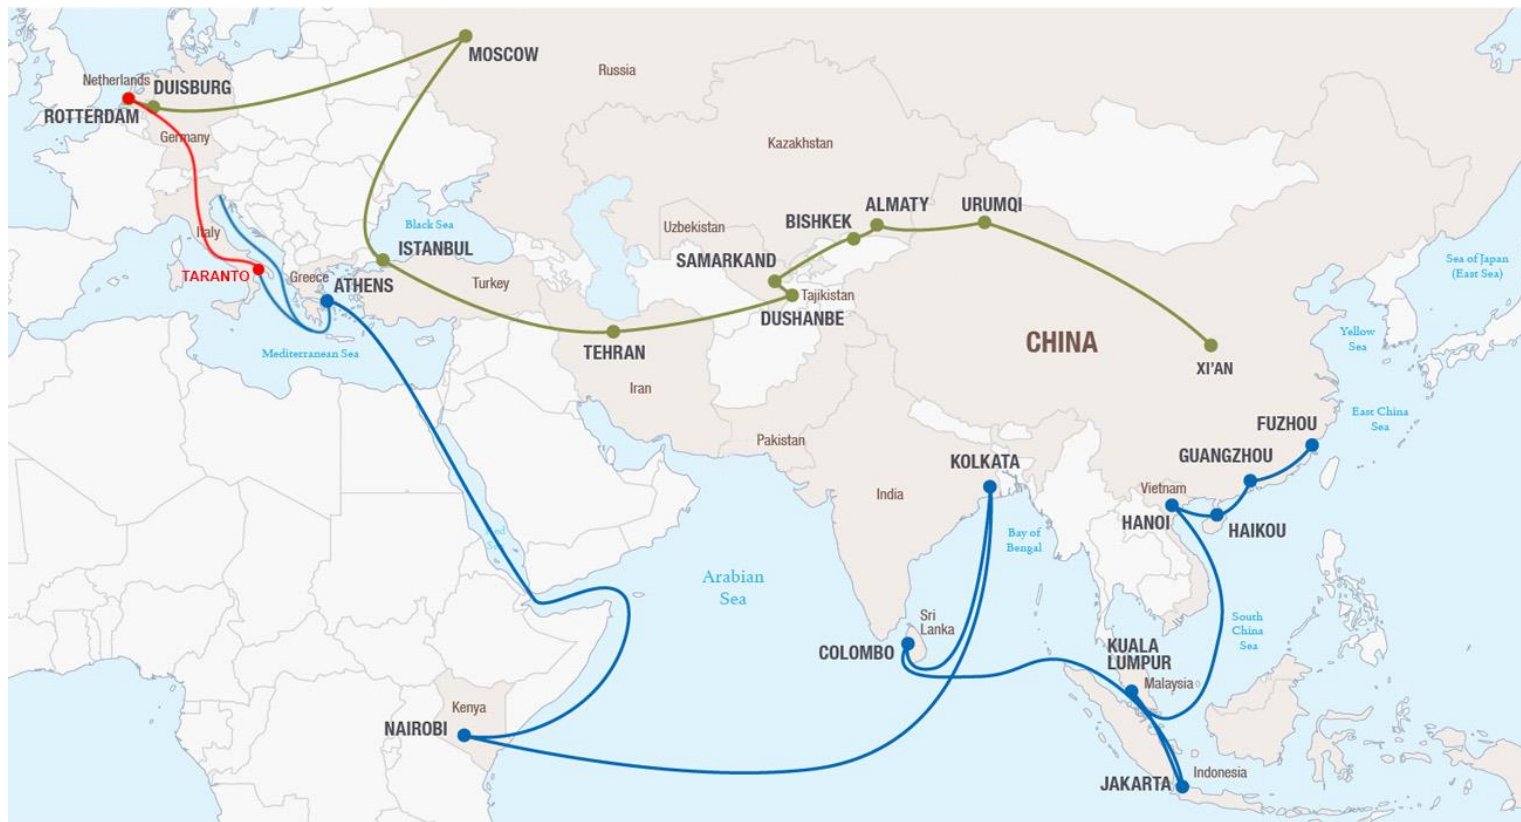 MOSCOW
Netherlands
DUISBURG
Russia
ROTTERDAM
Germany
Kazakhstan
ALMATY
URUMQI
BISHKEK
Black Sea
Uzbekistan
Italy
ISTANBUL
SAMARKAND
Sea of Japan
(East Sea)
TARANTO
Greece
ATHENS
Turkey
Tajikistan
DUSHANBE
Yellow
Sea
CHINA
Mediterranean Sea
TEHRAN
XI'AN
Iran
East China
Sea
FUZHOU
Pakistan
GUANGZHOU
KOLKATA
India
Vietnam
HANOI
HAIKOU
Red
Sea
Bay of
Bengal
Arabian
Sea
Sri
Lanka
South
China
Sea
COLOMBO
KUALA
LUMPUR
Malaysia
Kenya
NAIROBI
Indonesia
JAKARTA